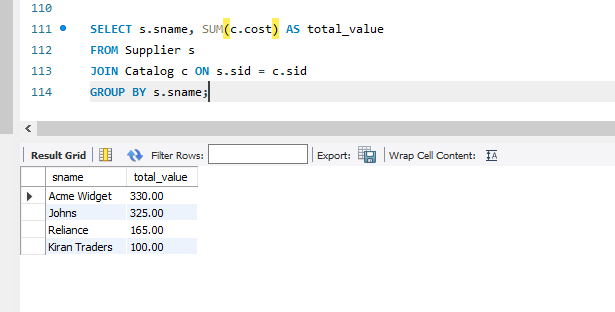 110
111 SELECT s.sname, SUM(c.cost) AS total_value
112 FROM Supplier s
113 JOIN Catalog c ON s.sid = c.sid
114 GROUP BY s.sname;
Result Grid Filter Rows: Export: Wrap Cell Content:
sname total_value
Acme Widget 330.00
Johns 325.00
Reliance 165.00
Kiran Traders 100.00